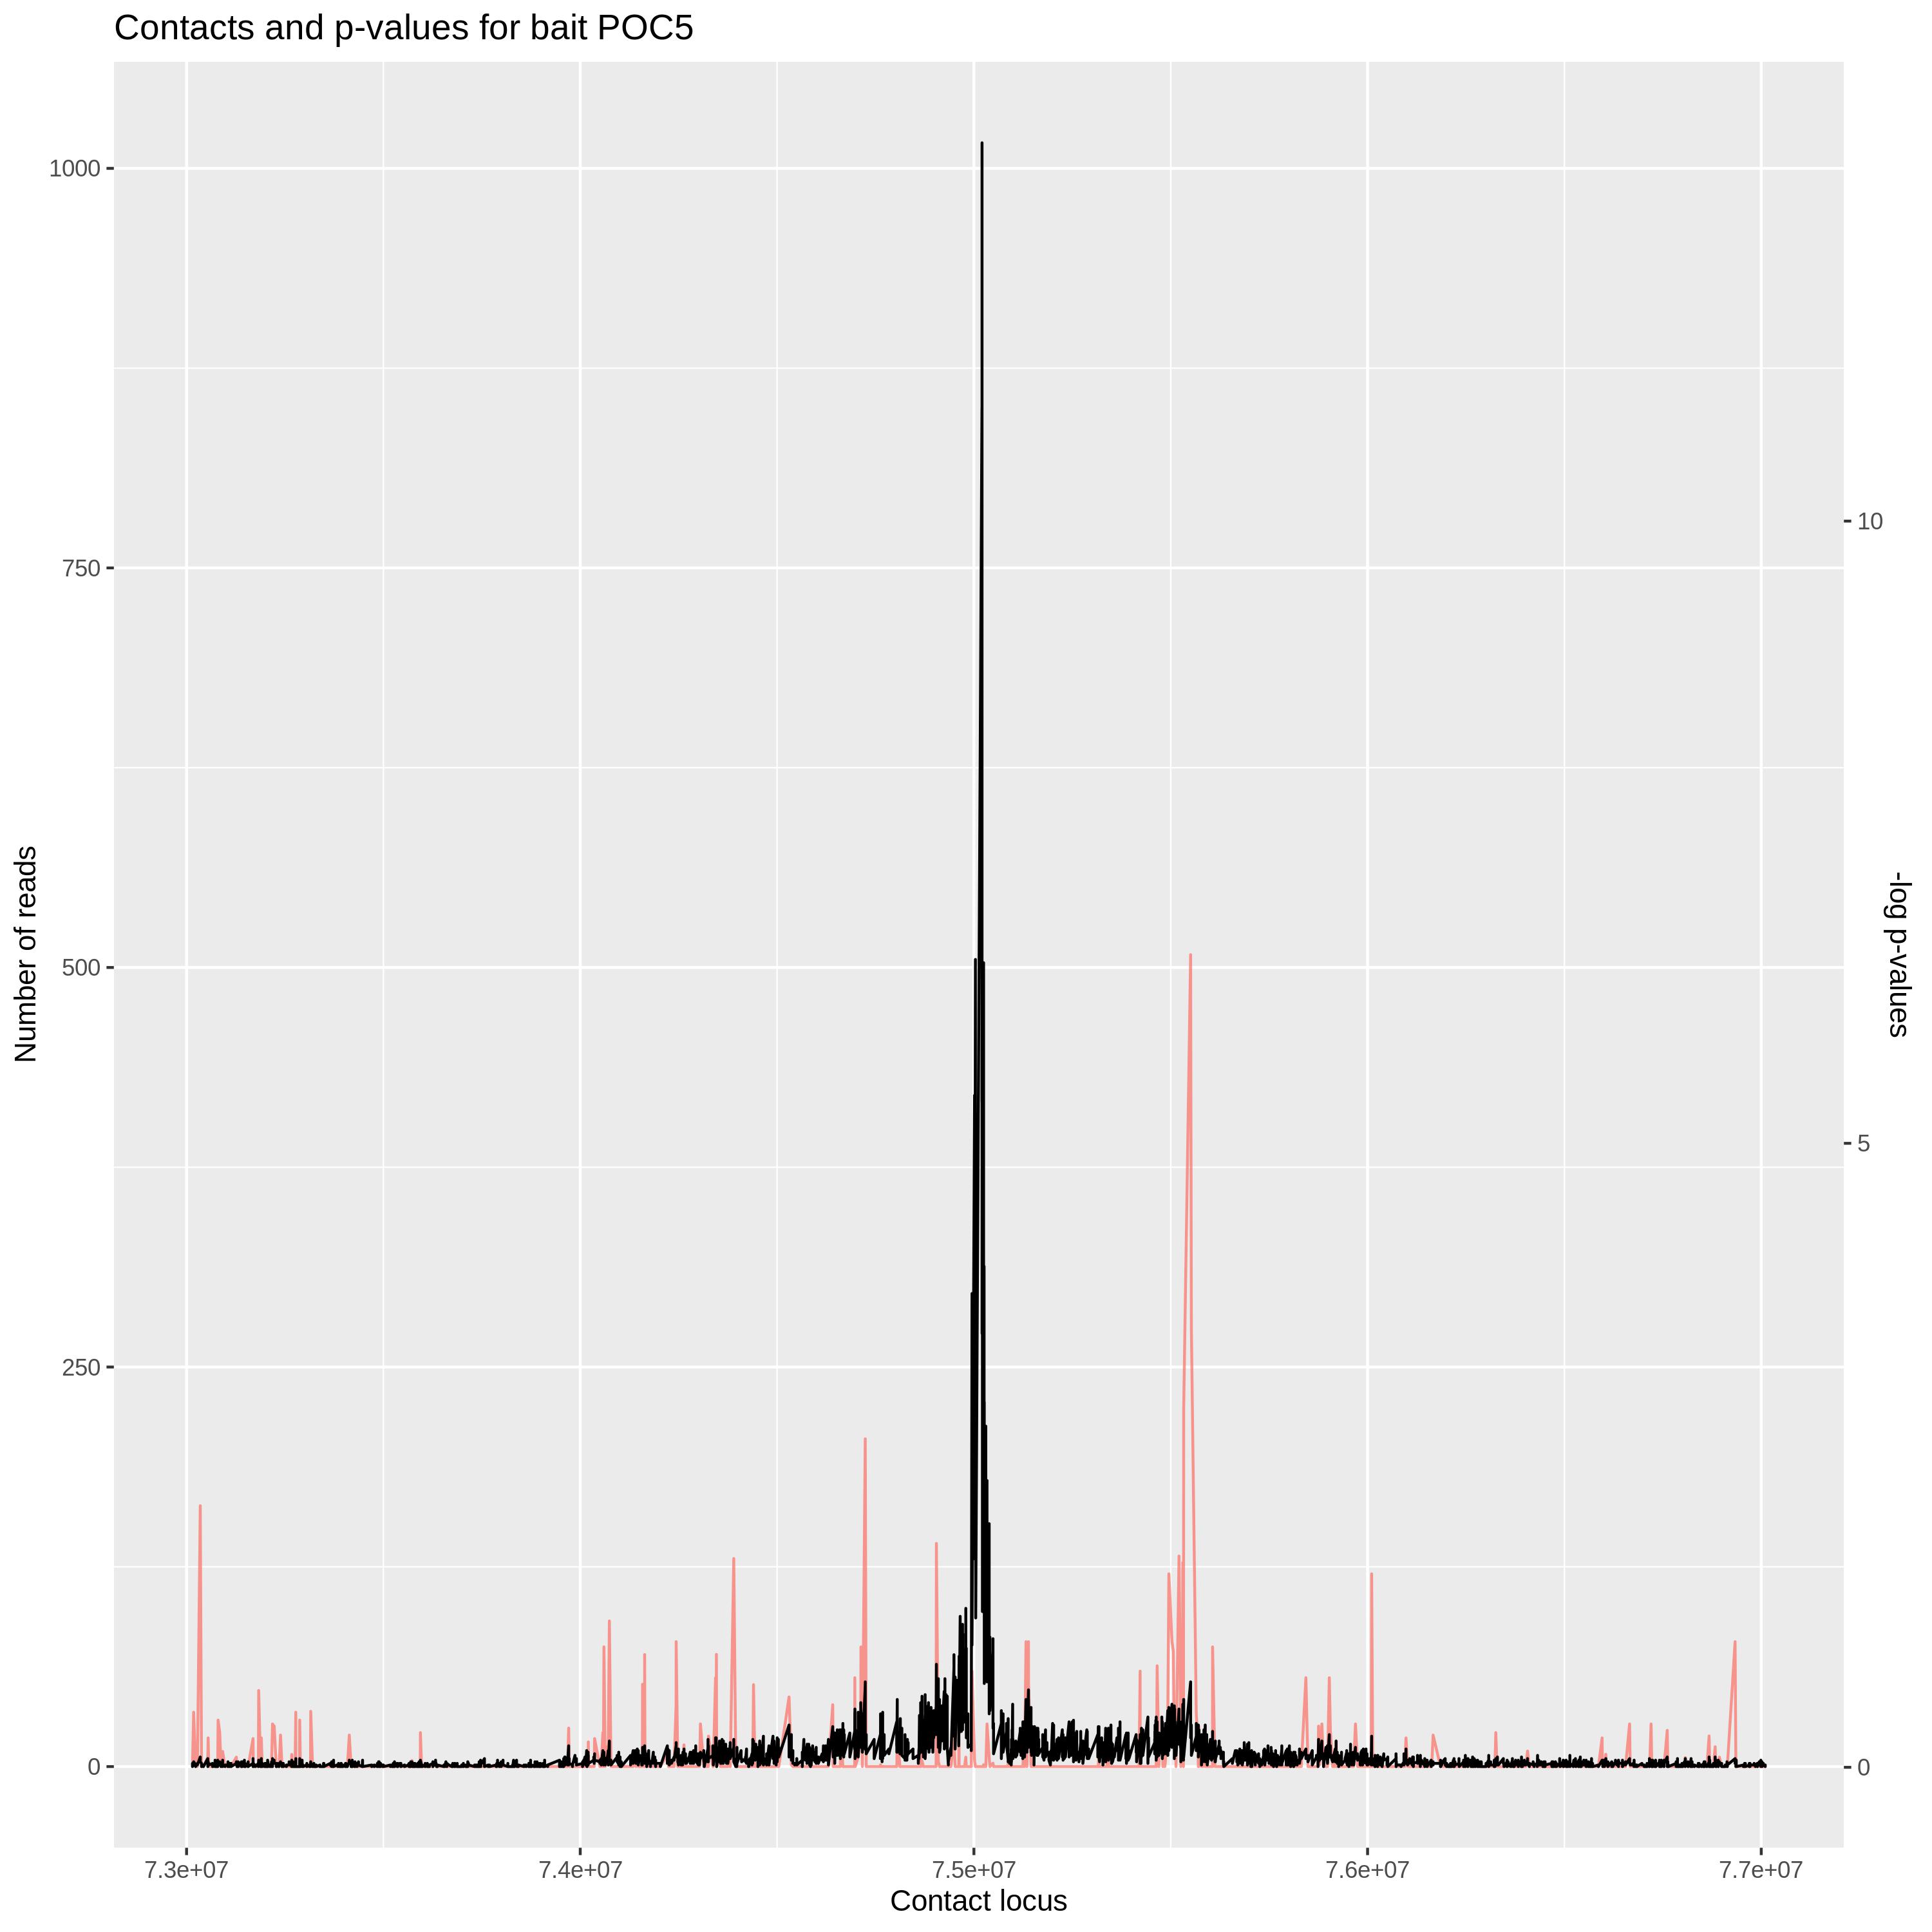 Contacts and p-values for bait POC5
1000
750
500
250
0
Number of reads
10
5
0
-log p-values
7.3e+07 7.4e+07 7.5e+07 7.6e+07 7.7e+07
Contact locus